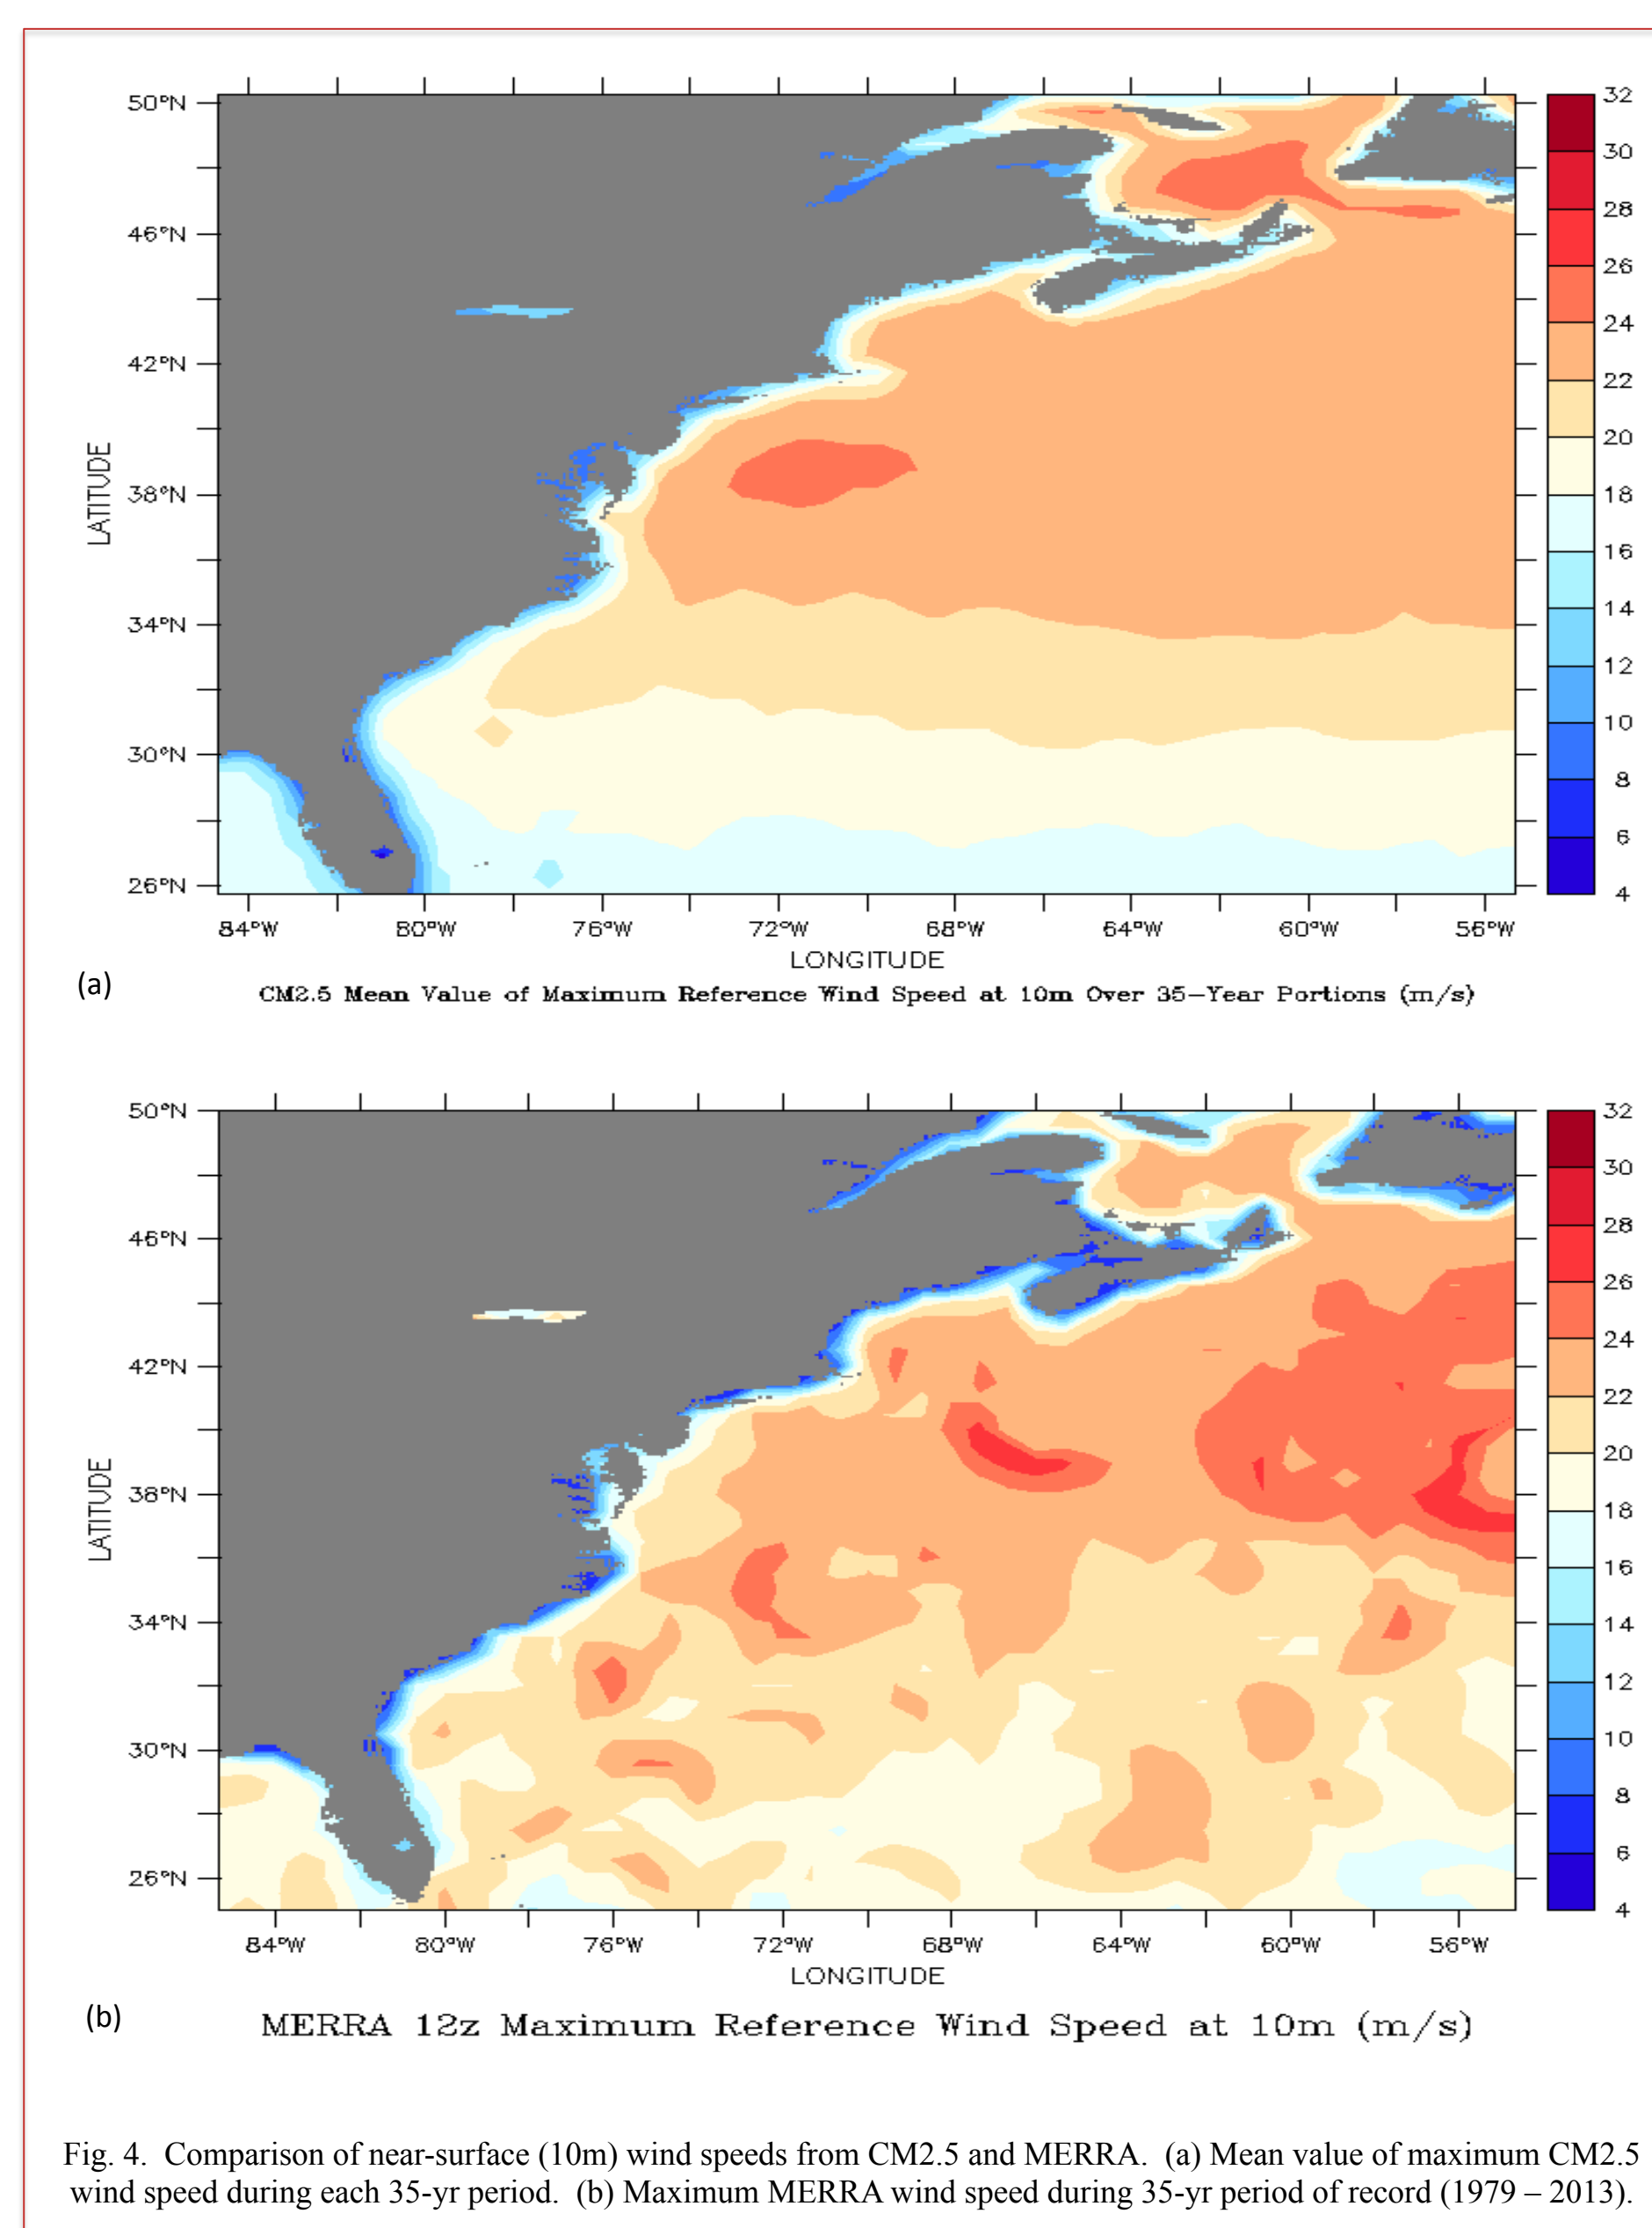 50°N
46°N
42°N
38°N
34°N
30°N
26°N
LATITUDE
84°W 80°W 76°W 72°W 68°W 64°W 60°W 56°W
LONGITUDE
32
30
28
26
24
22
20
18
16
14
12
10
8
6
4
(a)
CM2.5 Mean Value of Maximum Reference Wind Speed at 10m Over 35-Year Portions (m/s)
50°N
46°N
42°N
38°N
34°N
30°N
26°N
LATITUDE
84°W 80°W 76°W 72°W 68°W 64°W 60°W 56°W
LONGITUDE
32
30
28
26
24
22
20
18
16
14
12
10
8
6
4
(b)
MERRA 12z Maximum Reference Wind Speed at 10m (m/s)
Fig. 4. Comparison of near-surface (10m) wind speeds from CM2.5 and MERRA. (a) Mean value of maximum CM2.5
wind speed during each 35-yr period. (b) Maximum MERRA wind speed during 35-yr period of record (1979 – 2013).